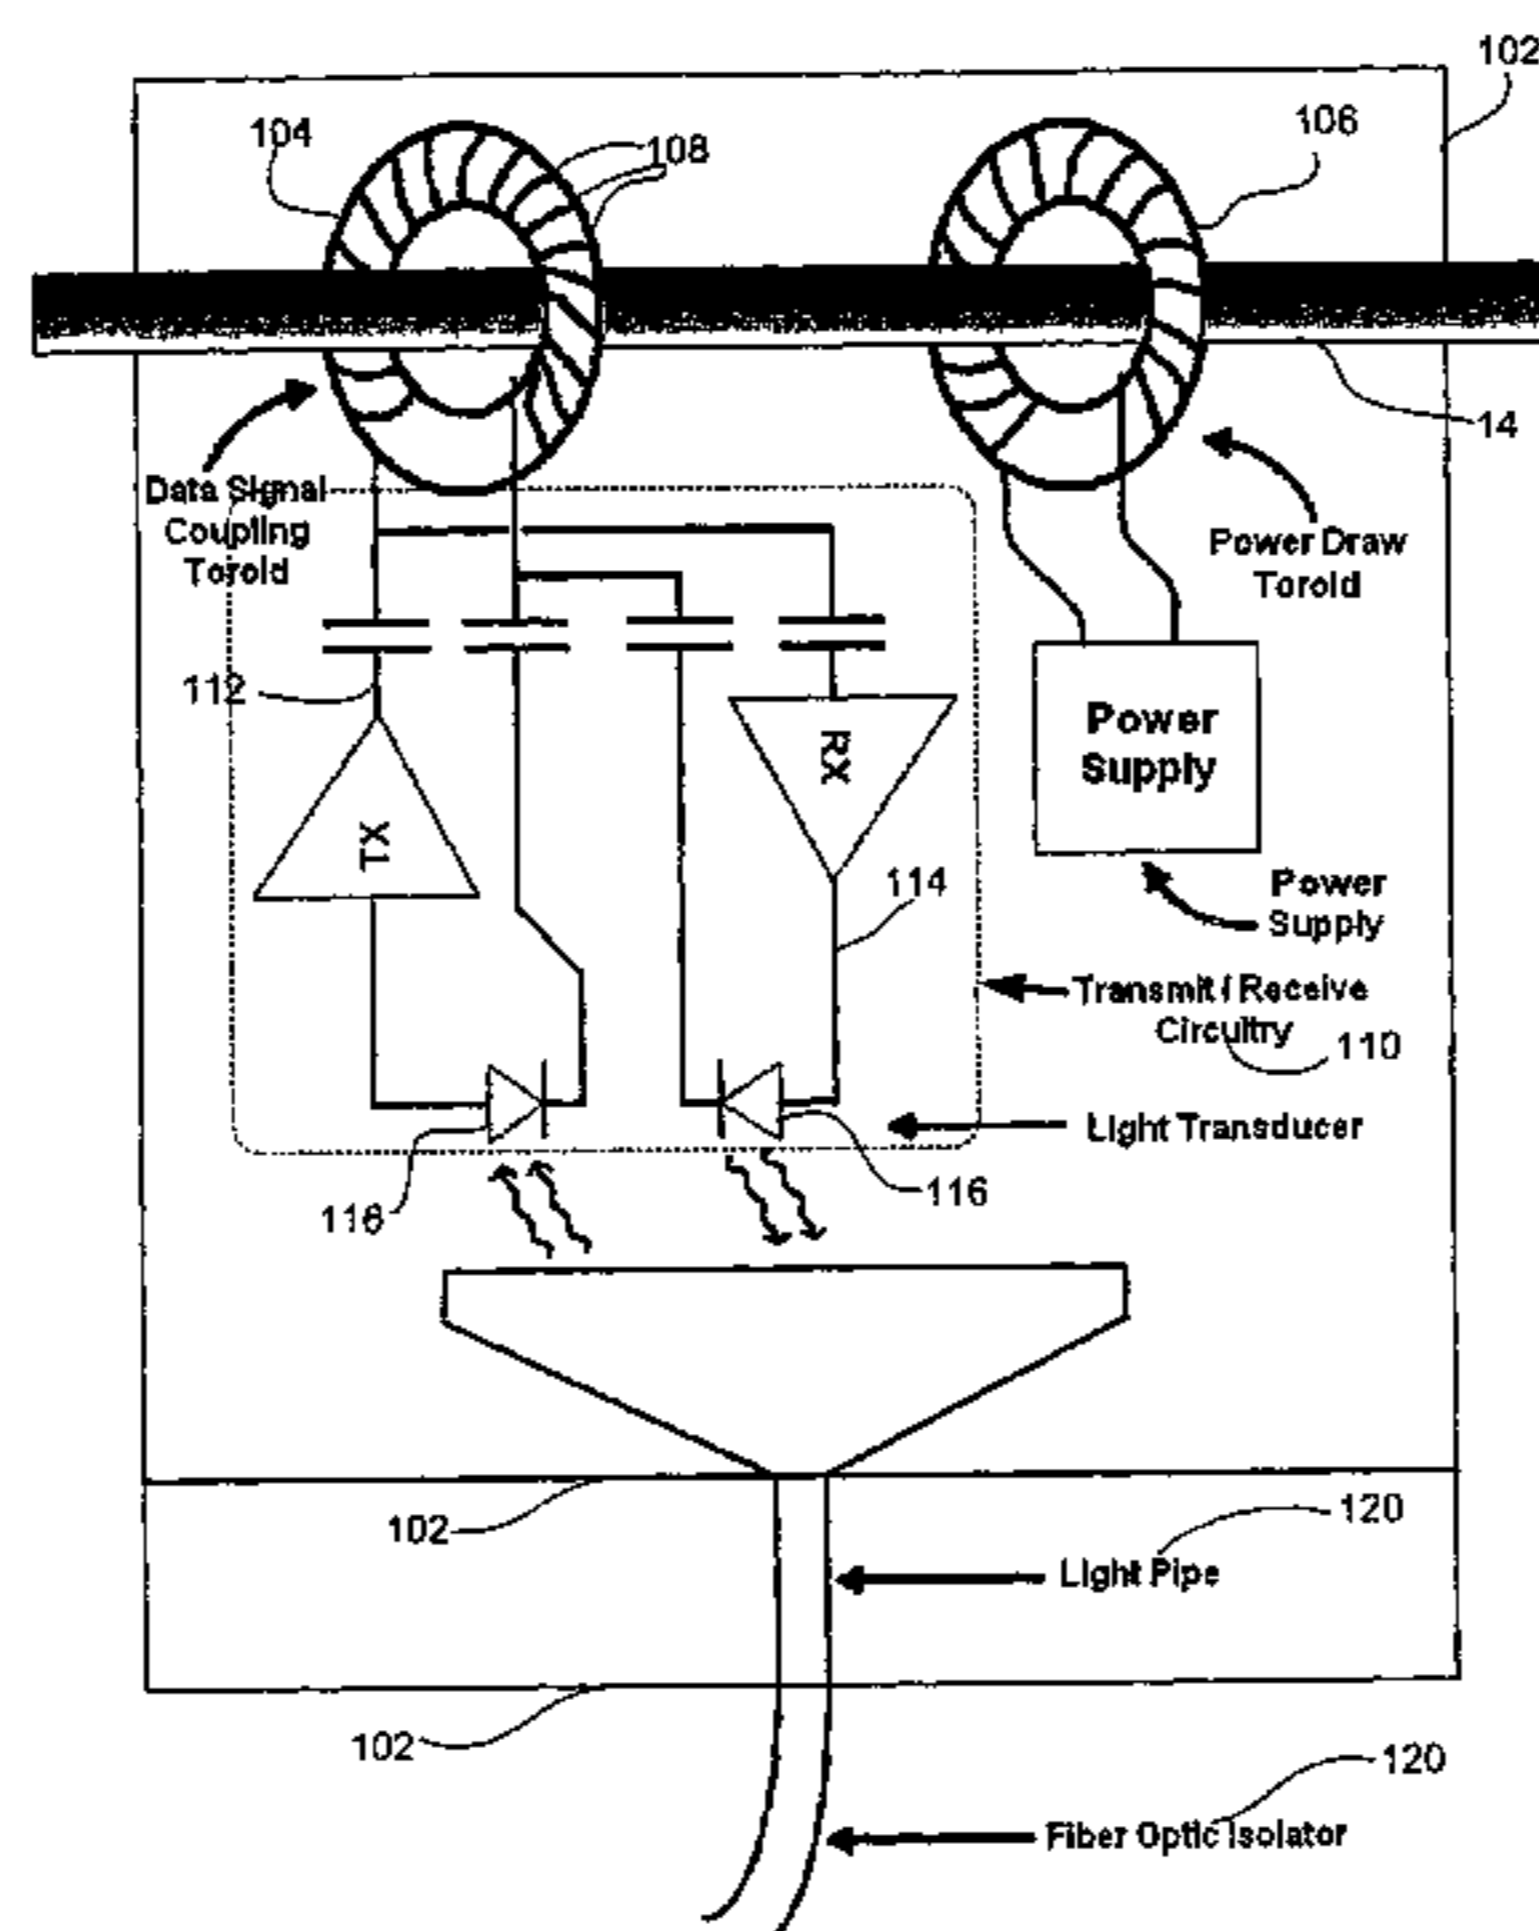 102
104
108
106
14
Data Signal
Coupling
Toroid
Power Draw
Toroid
112
Power
Supply
RX
TX
114
Power
Supply
Transmit / Receive
Circuitry
110
Light Transducer
116
116
102
120
Light Pipe
102
120
Fiber Optic Isolator